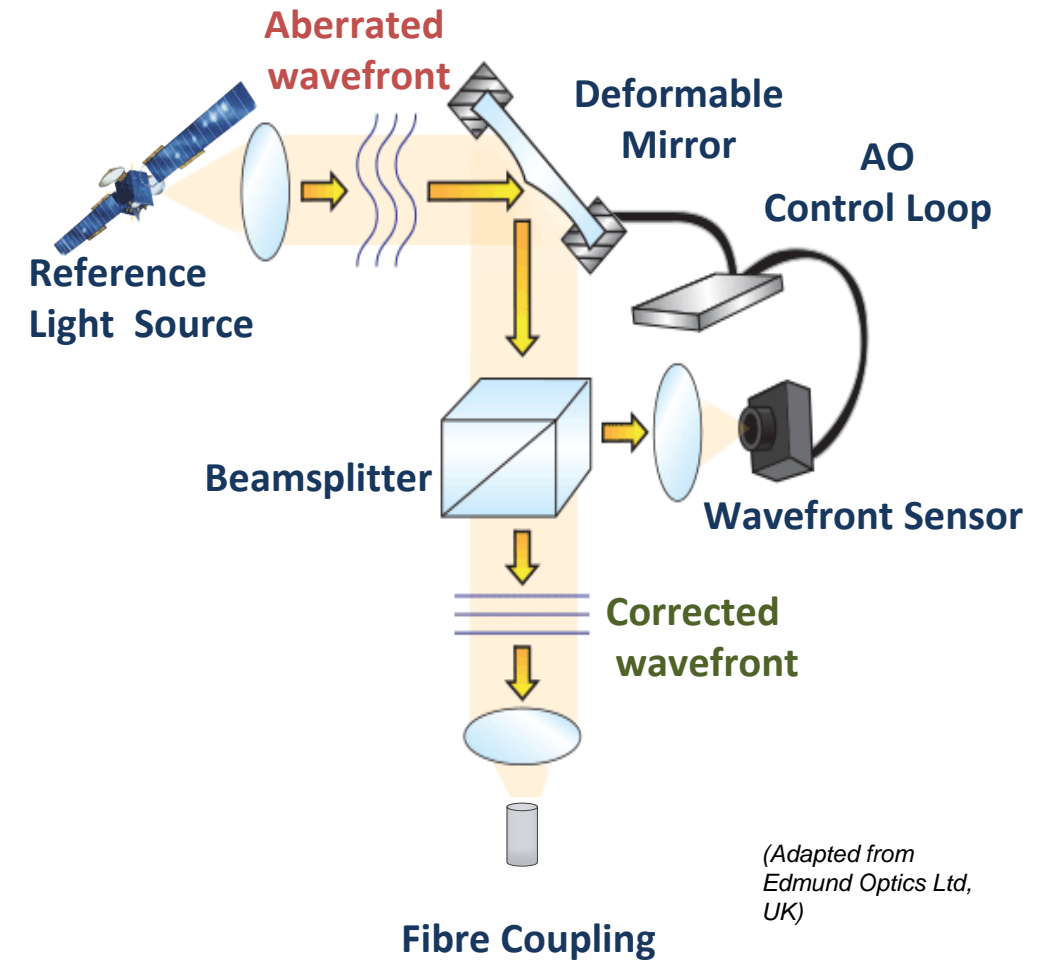 Aberrated
wavefront
Deformable
Mirror
AO
Control Loop
Reference
Light Source
Beamsplitter
Wavefront Sensor
Corrected
wavefront
(Adapted from
Edmund Optics Ltd,
UK)
Fibre Coupling